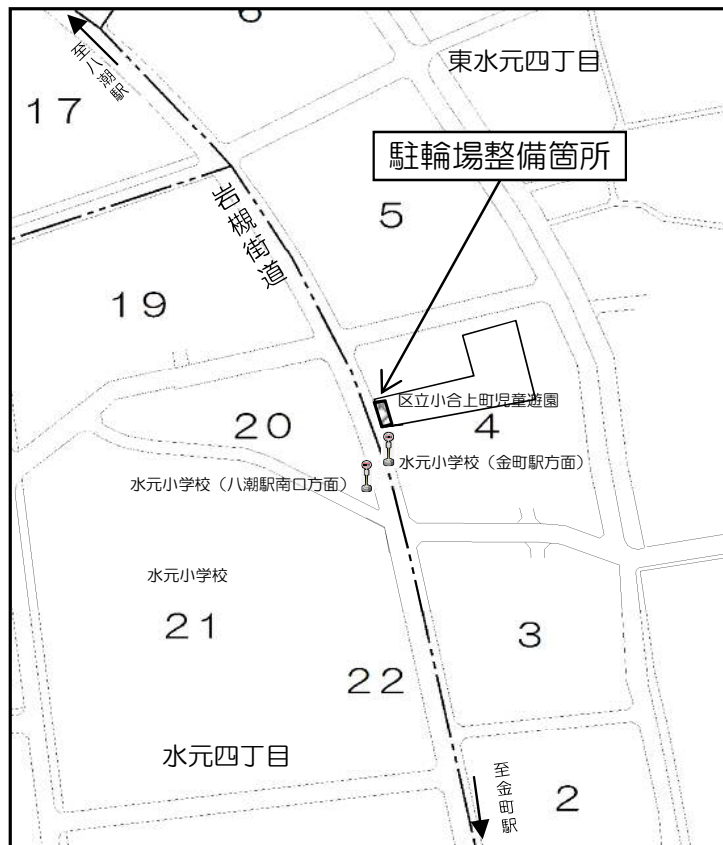 6
至八潮駅
東水元四丁目
17
駐輪場整備箇所
岩槻街道
5
19
区立小合上町児童遊園
20
4
水元小学校（金町駅方面）
水元小学校（八潮駅南口方面）
水元小学校
21
3
22
水元四丁目
至金町駅
2